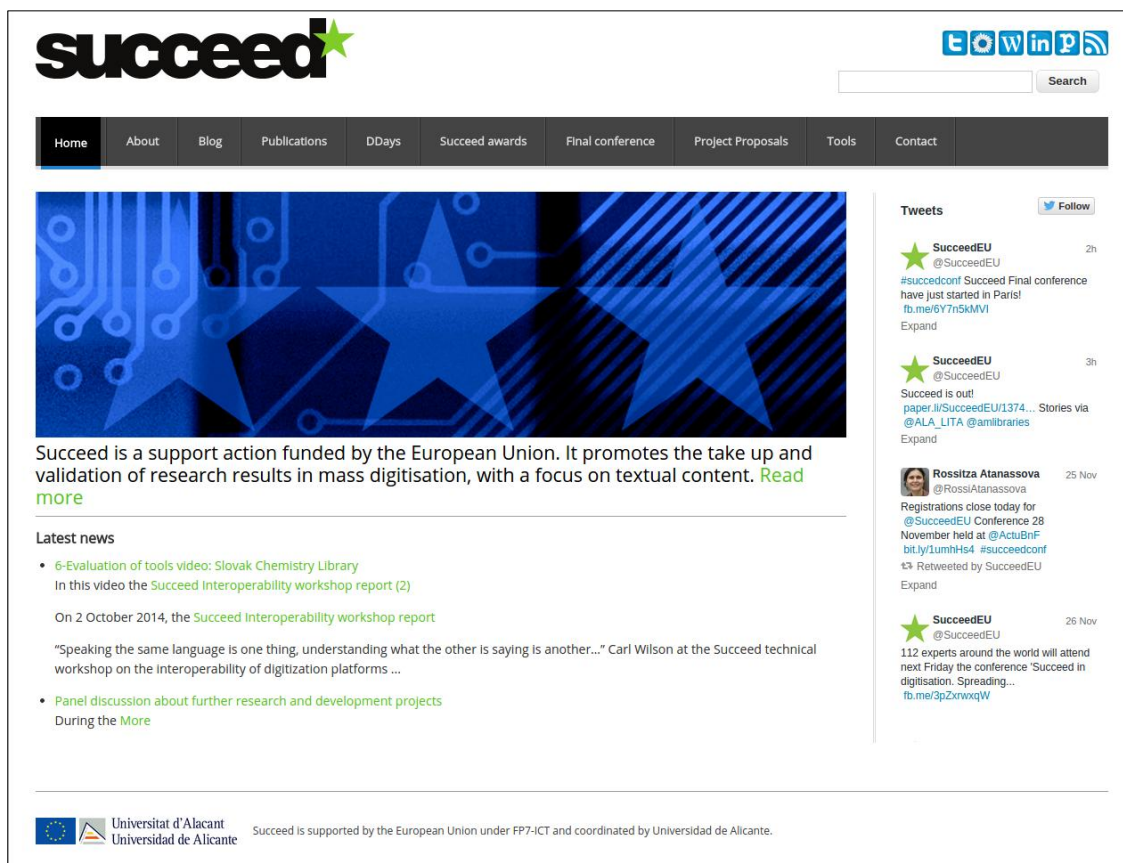 succeed
Search
Home About Blog Publications DDays Succeed awards Final conference Project Proposals Tools Contact
Succeed is a support action funded by the European Union. It promotes the take up and
validation of research results in mass digitisation, with a focus on textual content. Read
more
Latest news
• 6-Evaluation of tools video: Slovak Chemistry Library
In this video the Succeed Interoperability workshop report (2)
On 2 October 2014, the Succeed Interoperability workshop report
“Speaking the same language is one thing, understanding what the other is saying is another...” Carl Wilson at the Succeed technical
workshop on the interoperability of digitization platforms ...
• Panel discussion about further research and development projects
During the More
Tweets
Follow
SucceedEU 2h
@SucceedEU
#succedconf Succeed Final conference
have just started in París!
fb.me/6Y7n5kMVI
Expand
SucceedEU 3h
@SucceedEU
Succeed is out!
paper.li/SucceedEU/1374… Stories via
@ALA_LITA @amlibraries
Expand
Rossitza Atanassova 25 Nov
@RossiAtanassova
Registrations close today for
@SucceedEU Conference 28
November held at @ActuBnF
bit.ly/1umhHs4 #succeedconf
Retweeted by SucceedEU
Expand
SucceedEU 26 Nov
@SucceedEU
112 experts around the world will attend
next Friday the conference 'Succeed in
digitisation. Spreading...
fb.me/3pZxrwxqW
Universitat d'Alacant
Universidad de Alicante
Succeed is supported by the European Union under FP7-ICT and coordinated by Universidad de Alicante.